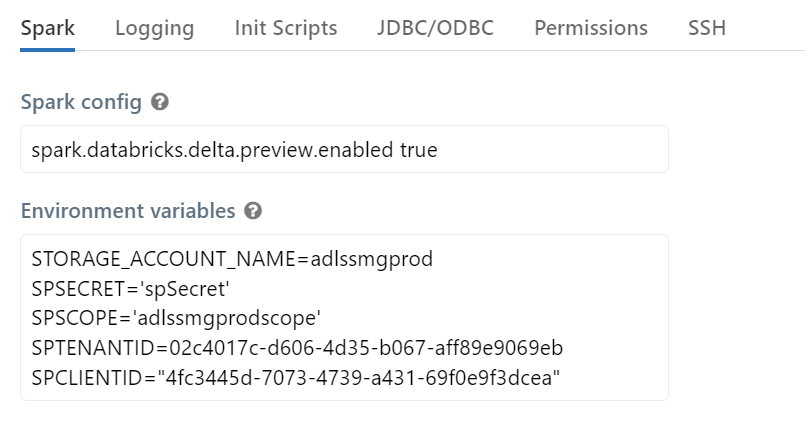 Spark Logging Init Scripts JDBC/ODBC Permissions SSH
Spark config ?
spark.databricks.delta.preview.enabled true
Environment variables ?
STORAGE_ACCOUNT_NAME=adlssmgprod
SPSECRET='spSecret'
SPSCOPE='adlssmgprodscope'
SPTENANTID=02c4017c-d606-4d35-b067-aff89e9069eb
SPCLIENTID="4fc3445d-7073-4739-a431-69f0e9f3dcea"